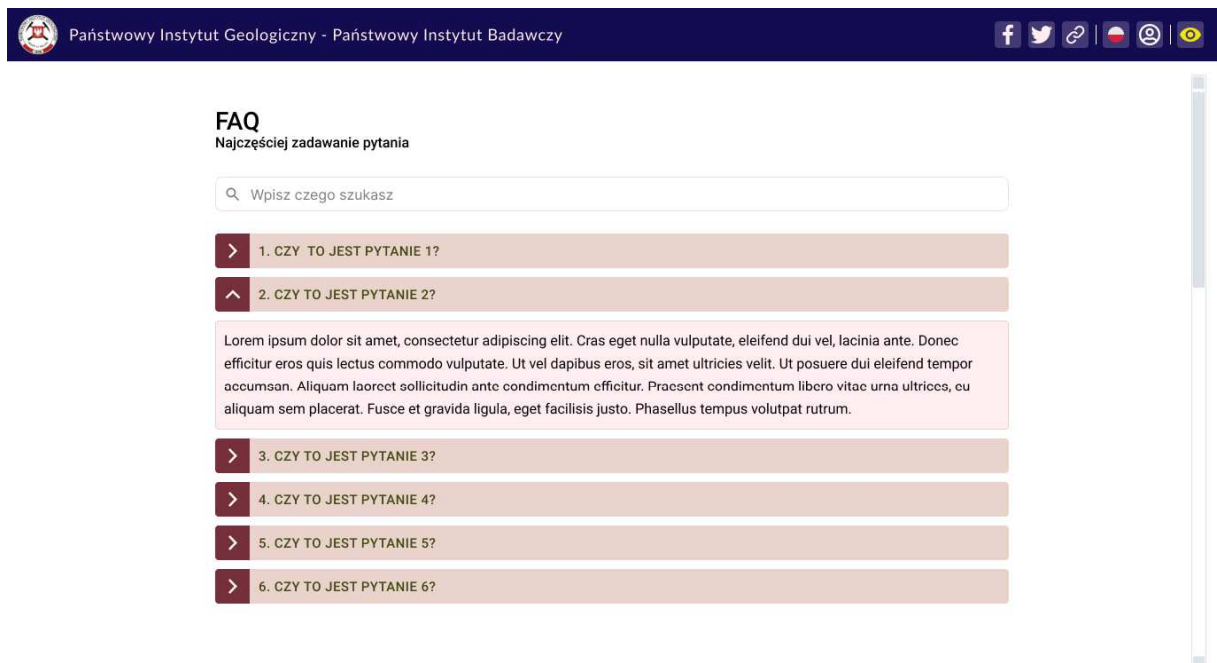 Państwowy Instytut Geologiczny - Państwowy Instytut Badawczy
FAQ
Najczęściej zadawanie pytania
Wpisz czego szukasz
1. CZY TO JEST PYTANIE 1?
2. CZY TO JEST PYTANIE 2?
Lorem ipsum dolor sit amet, consectetur adipiscing elit. Cras eget nulla vulputate, eleifend dui vel, lacinia ante. Donec
efficitur eros quis lectus commodo vulputate. Ut vel dapibus eros, sit amet ultricies velit. Ut posuere dui eleifend tempor
accumsan. Aliquam laoreet sollicitudin ante condimentum efficitur. Praesent condimentum libero vitae urna ultrices, eu
aliquam sem placerat. Fusce et gravida ligula, eget facilisis justo. Phasellus tempus volutpat rutrum.
3. CZY TO JEST PYTANIE 3?
4. CZY TO JEST PYTANIE 4?
5. CZY TO JEST PYTANIE 5?
6. CZY TO JEST PYTANIE 6?